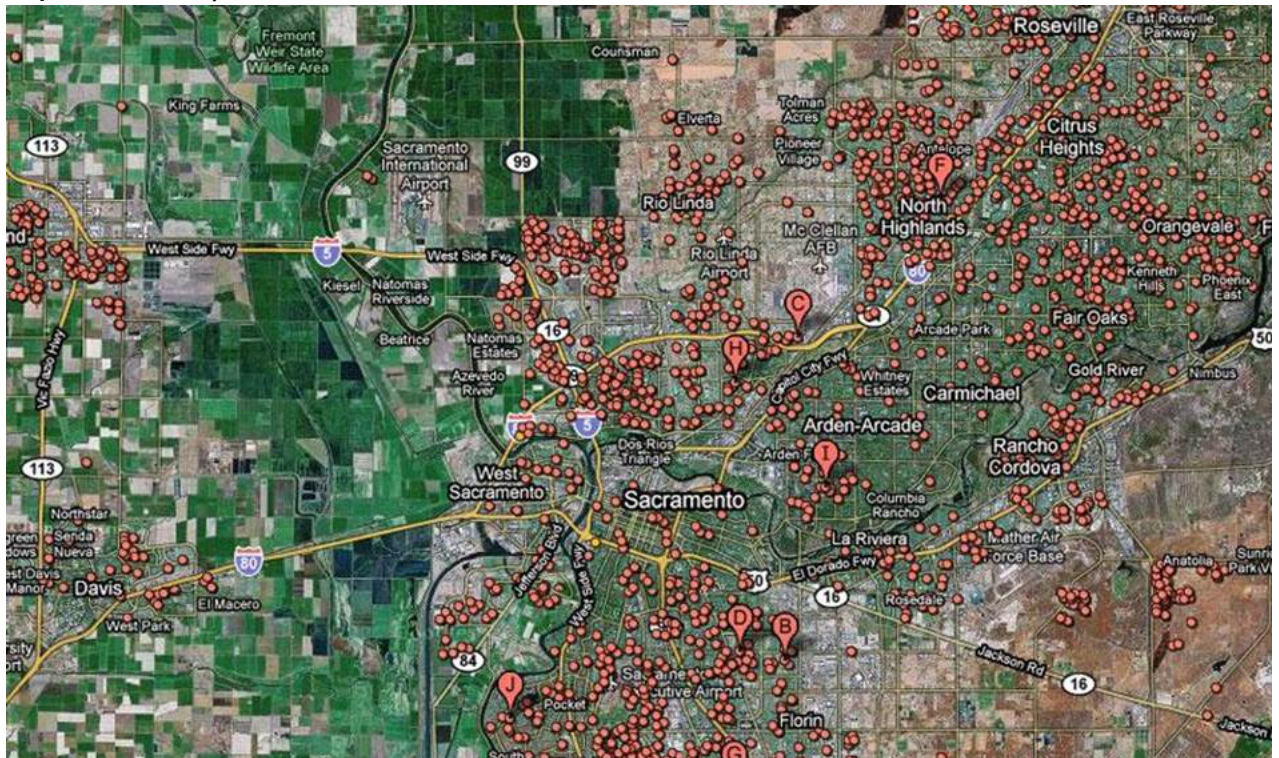 Fremont
Weir State
Wildlife Area
Roseville
East Roseville
Parkway
Counsman
King Farms
Tolman
Acres
Citrus
Heights
113
Elverta
Pioneer
Village
Antelope
Sacramento
International
Airport
99
F
Rio Linda
North
Highlands
Mc Clellan
AFB
Orangevale
F
nd
West Side Fwy
5
West Side Fwy
Rio Linda
Airport
80
Kenneth
Hills
Phoenix
East
Kiesel
Natomas
Riverside
C
Arcade Park
Fair Oaks
Beatrice
Natomas
Estates
16
H
50
Vic Fazio Hwy
Azevedo
River
Capitol City Fwy
Whitney
Estates
Gold River
Nimbus
Carmichael
5
Arden-Arcade
Dos Rios
Triangle
I
Rancho
Cordova
113
West
Sacramento
Sacramento
Columbia
Rancho
Northstar
Senda
Nueva
Jefferson Blvd
West Side Fwy
La Riviera
Mather Air
Force Base
80
50
El Dorado Fwy
Anatolia
Davis
El Macero
16
Rosedale
West Park
D
B
Jackson Rd
84
16
J
Pocket
Florin
Jackson
South
G